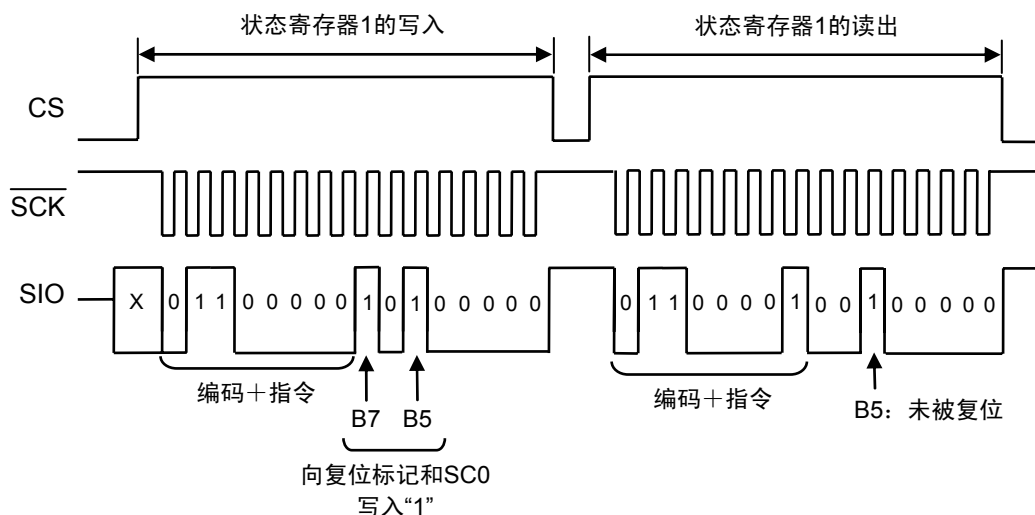 状态寄存器1的写入 状态寄存器1的读出
CS
SCK
SIO X 0 1 1 0 0 0 0 0 1 0 1 0 0 0 0 0 0 1 1 0 0 0 0 1 0 0 1 0 0 0 0 0
编码＋指令 编码＋指令
B7 B5 B5：未被复位
向复位标记和SC0
写入“1”